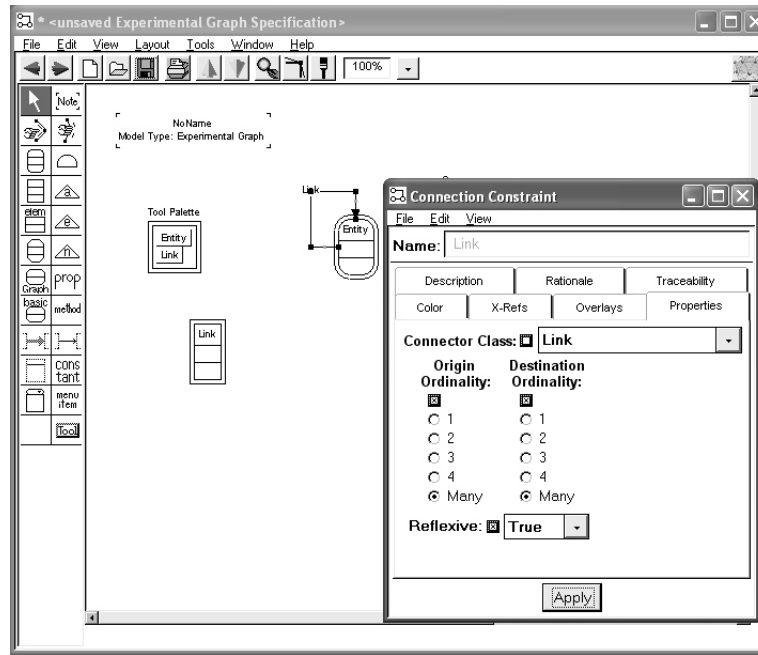 * <unsaved Experimental Graph Specification>
File Edit View Layout Tools Window Help
100%
Note
NoName
Model Type: Experimental Graph
a
elem
e
n
Graph
prop
basic
method
cons
tant
menu
item
Tool
Tool Palette
Entity
Link
Link
Entity
Link
Connection Constraint
File Edit View
Name: Link
Description Rationale Traceability
Color X-Refs Overlays Properties
Connector Class: Link
Origin Destination
Ordinality: Ordinality:
1 1
2 2
3 3
4 4
Many Many
Reflexive: True
Apply